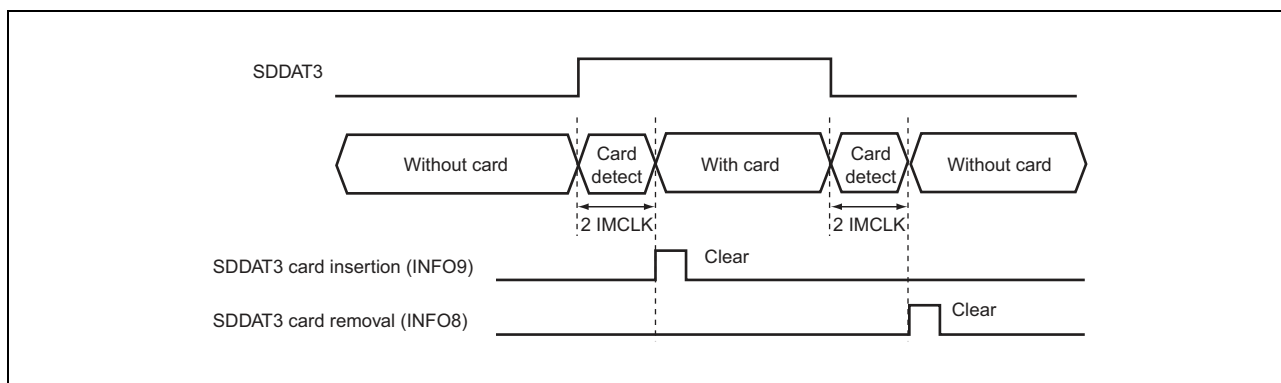 SDDAT3
Without card
Card
detect
With card
Card
detect
Without card
2 IMCLK
2 IMCLK
SDDAT3 card insertion (INFO9)
Clear
SDDAT3 card removal (INFO8)
Clear